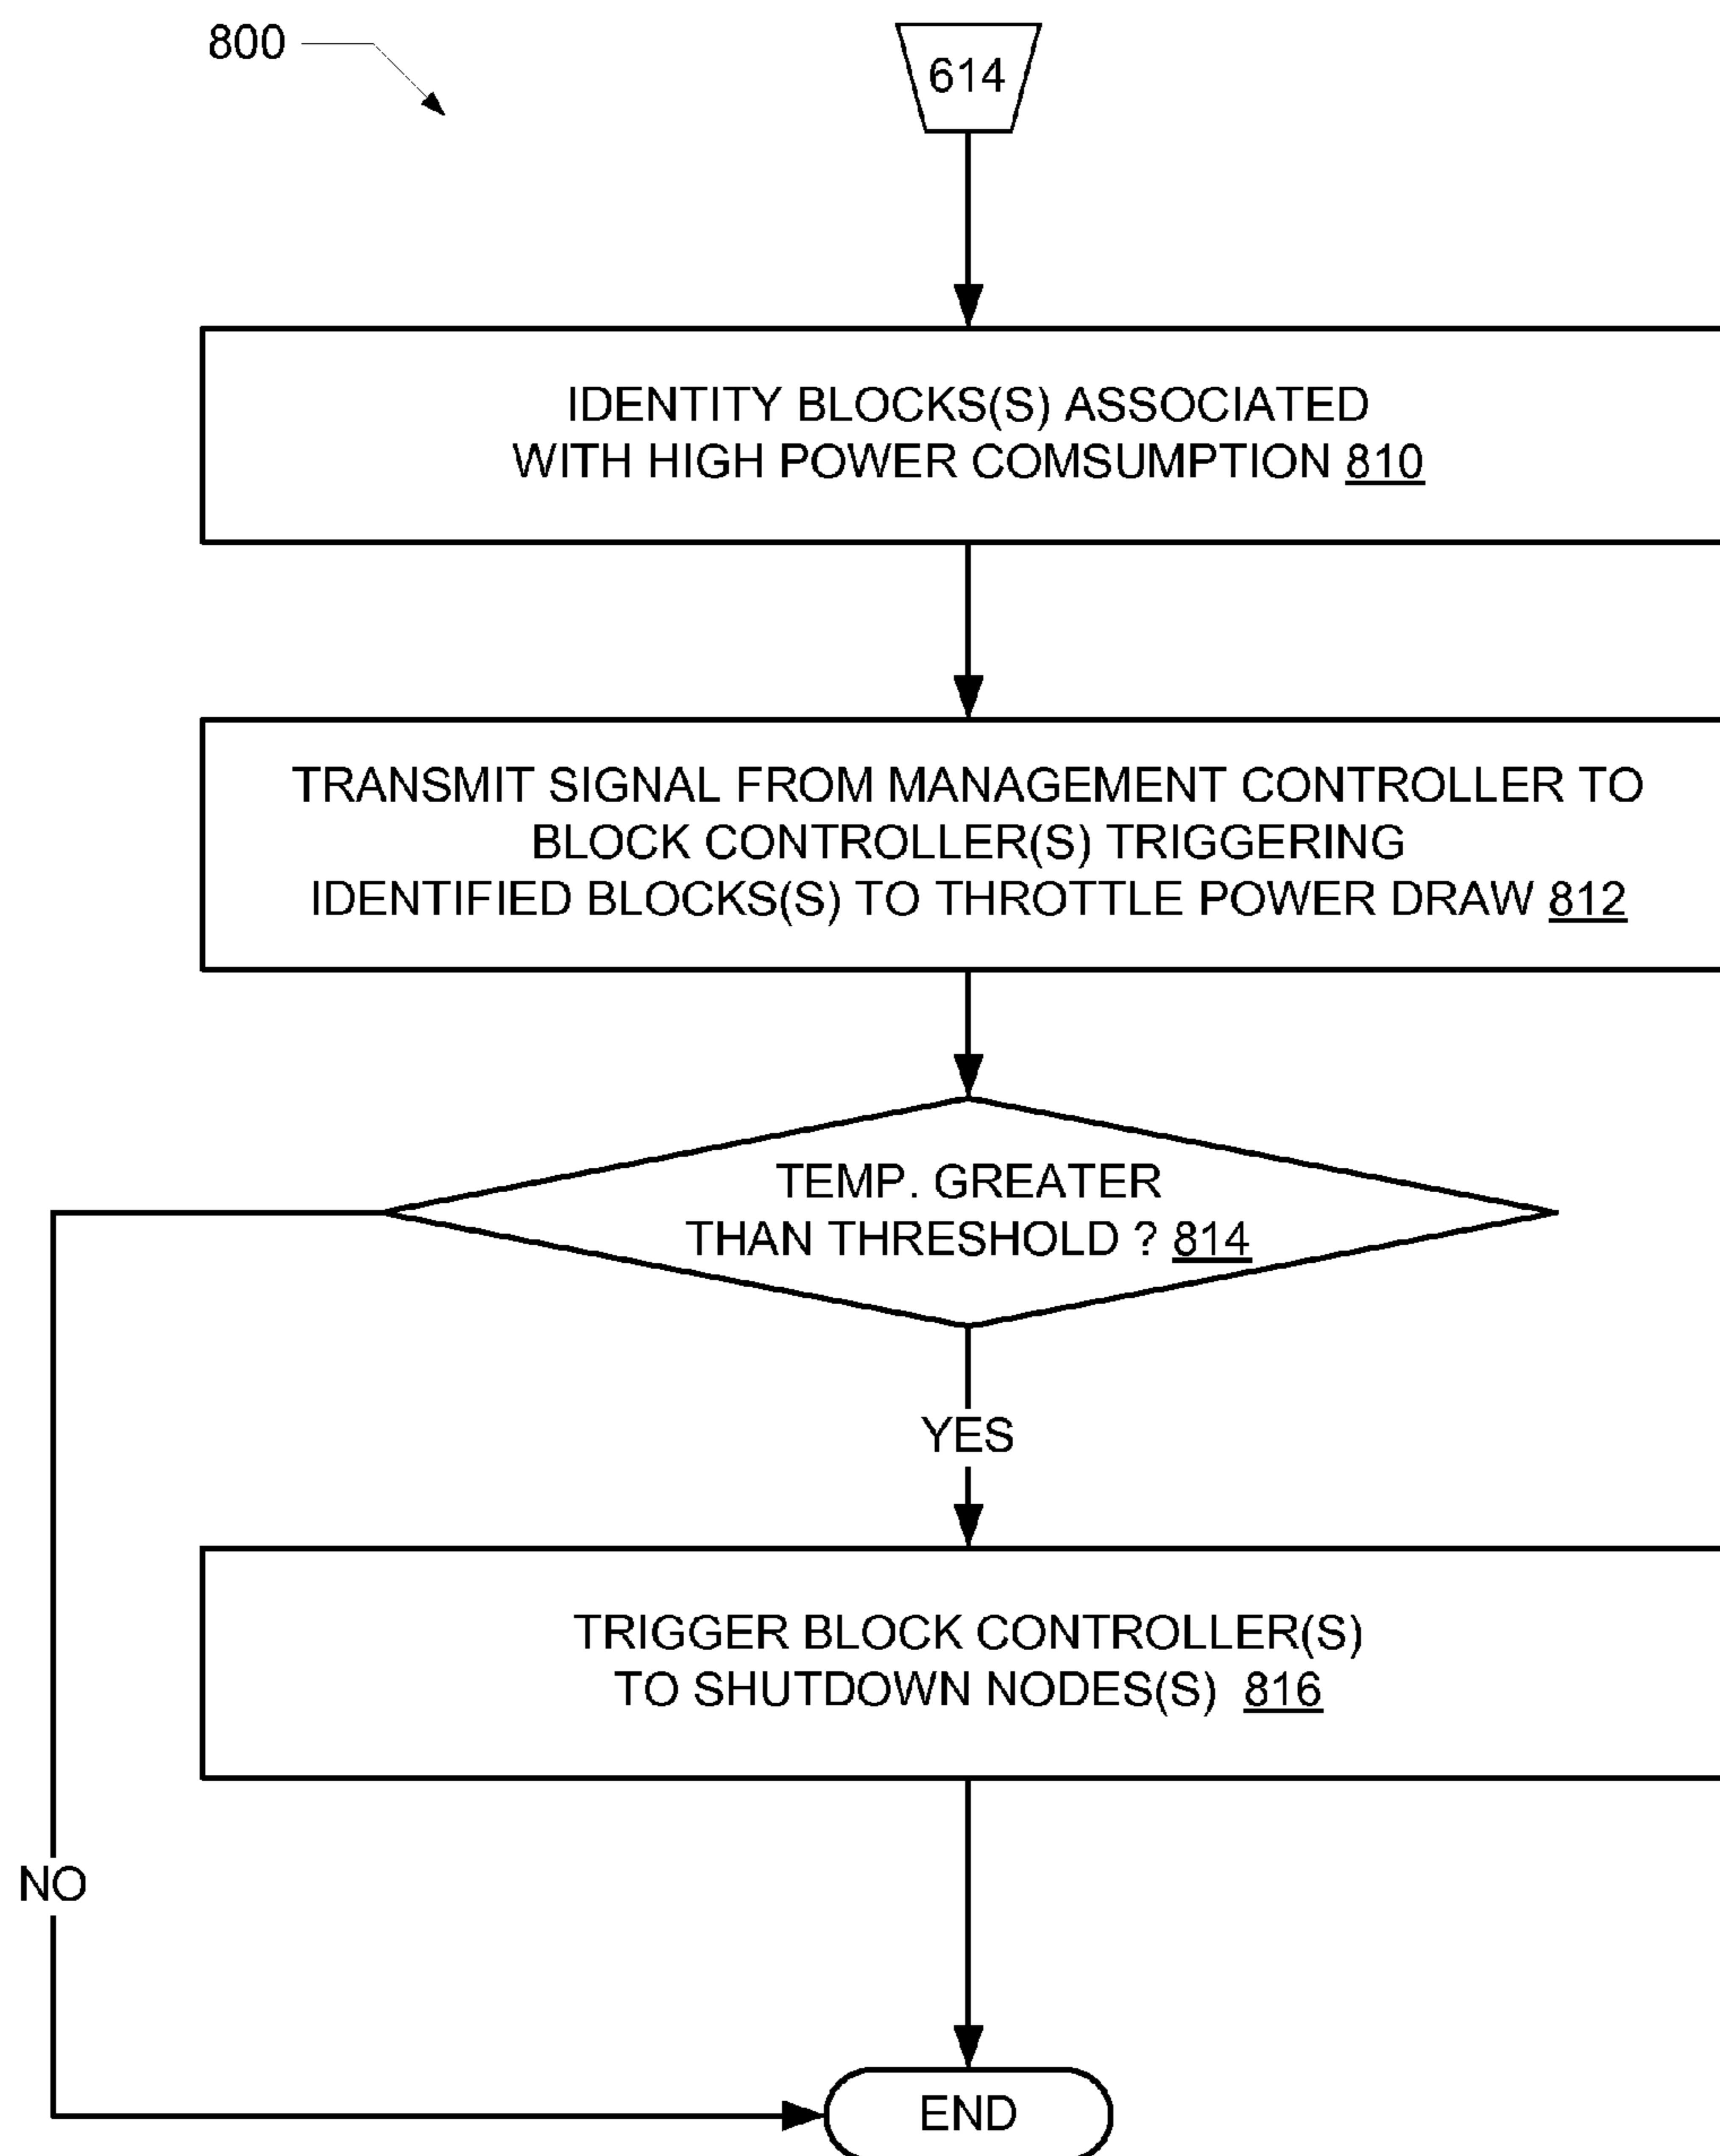 800
614
IDENTITY BLOCKS(S) ASSOCIATED
WITH HIGH POWER COMSUMPTION 810
TRANSMIT SIGNAL FROM MANAGEMENT CONTROLLER TO
BLOCK CONTROLLER(S) TRIGGERING
IDENTIFIED BLOCKS(S) TO THROTTLE POWER DRAW 812
TEMP. GREATER
THAN THRESHOLD ? 814
YES
TRIGGER BLOCK CONTROLLER(S)
TO SHUTDOWN NODES(S) 816
NO
END